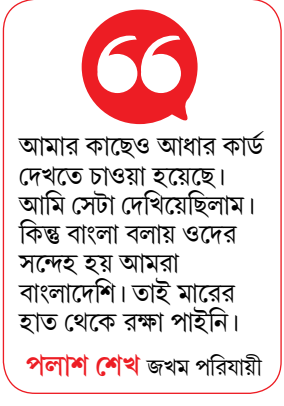 আমার কাছেও আধার কার্ড
দেখতে চাওয়া হয়েছে।
আমি সেটা দেখিয়েছিলাম।
কিন্তু বাংলা বলায় ওদের
সন্দেহ হয় আমরা
বাংলাদেশি। তাই মারের
হাত থেকে রক্ষা পাইনি।
পলাশ শেখ জখম পরিযায়ী